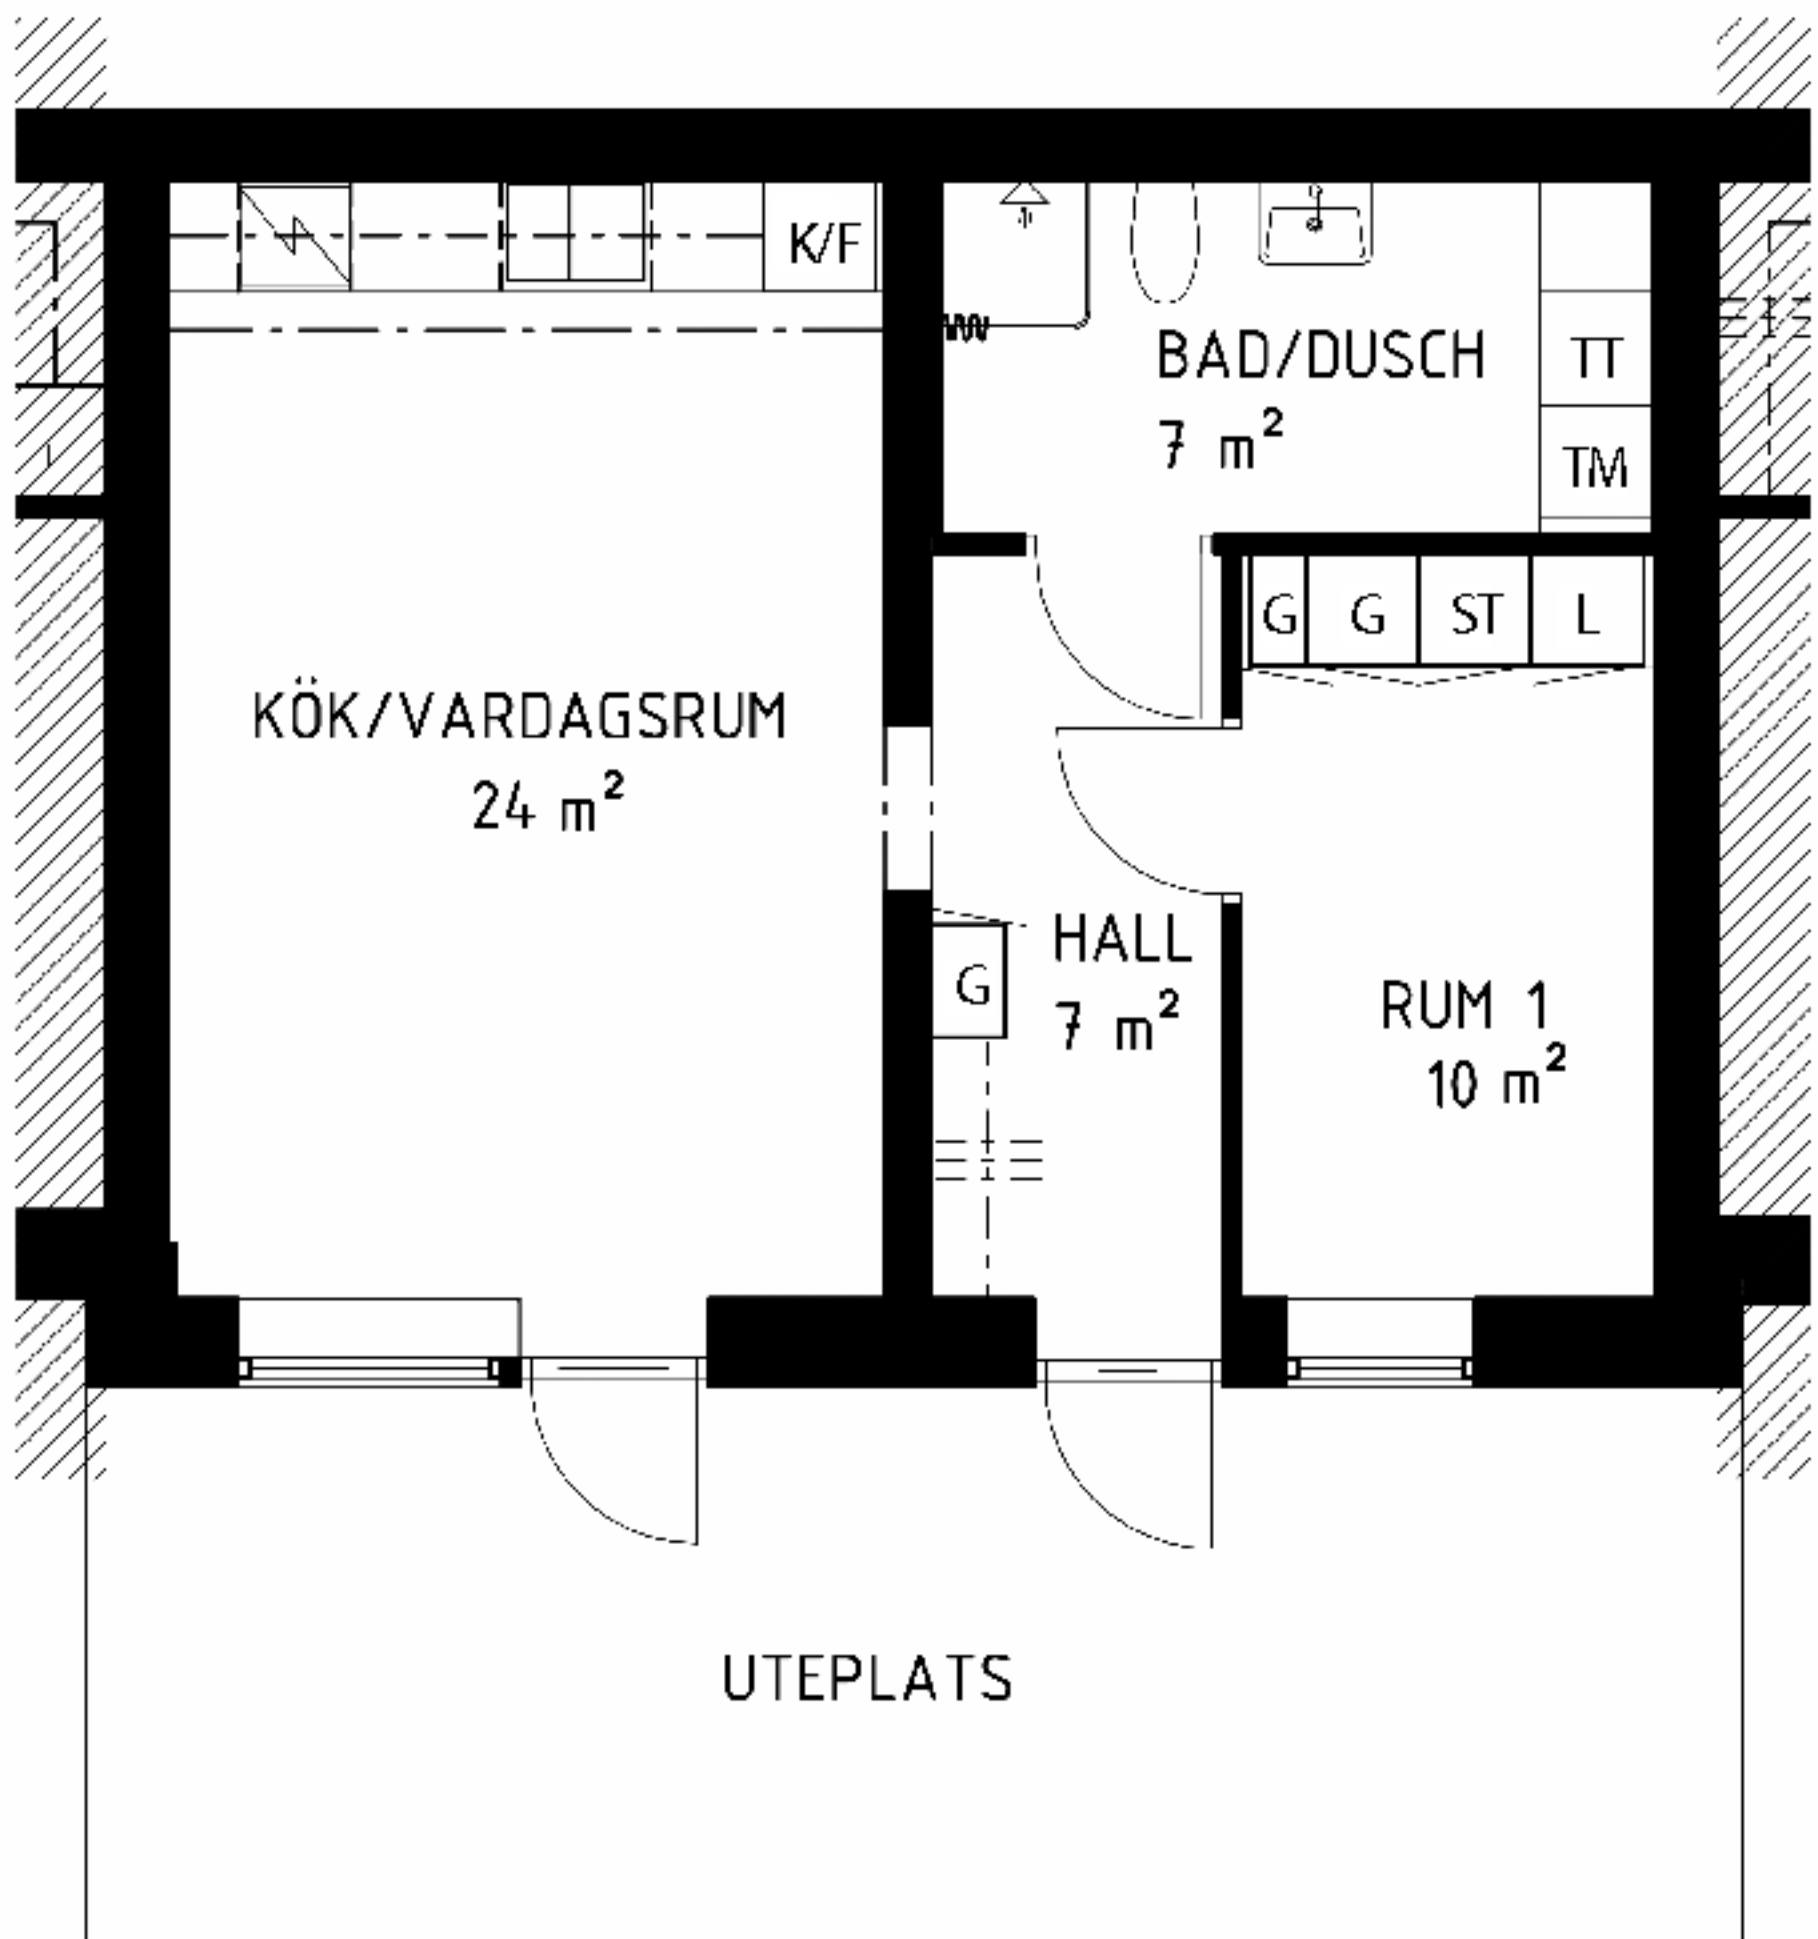 K/F
BAD/DUSCH
7 m²
TT
TM
G
G
ST
L
KÖK/VARDAGSRUM
24 m²
HALL
7 m²
G
RUM 1
10 m²
UTEPLATS